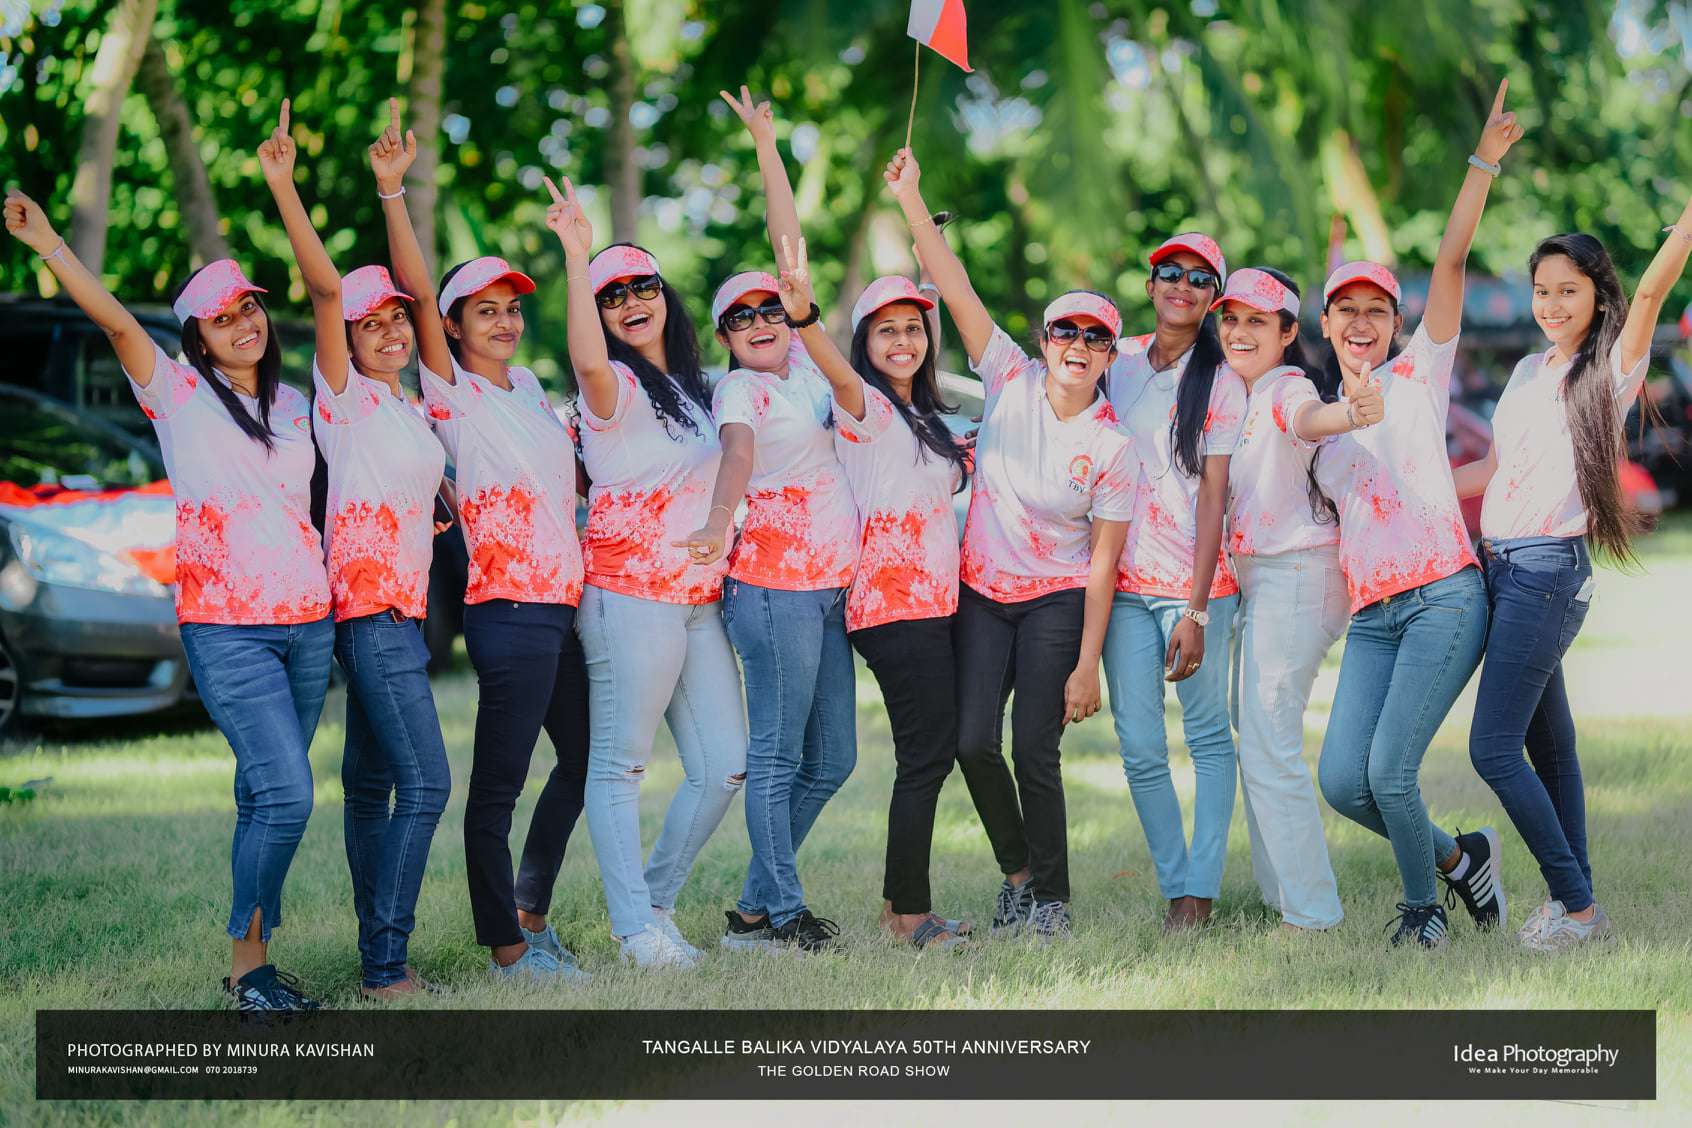 TBV
PHOTOGRAPHED BY MINURA KAVISHAN
MINURAKAVISHAN@GMAIL.COM 070 2018739
TANGALLE BALIKA VIDYALAYA 50TH ANNIVERSARY
THE GOLDEN ROAD SHOW
Idea Photography
We Make Your Day Memorable